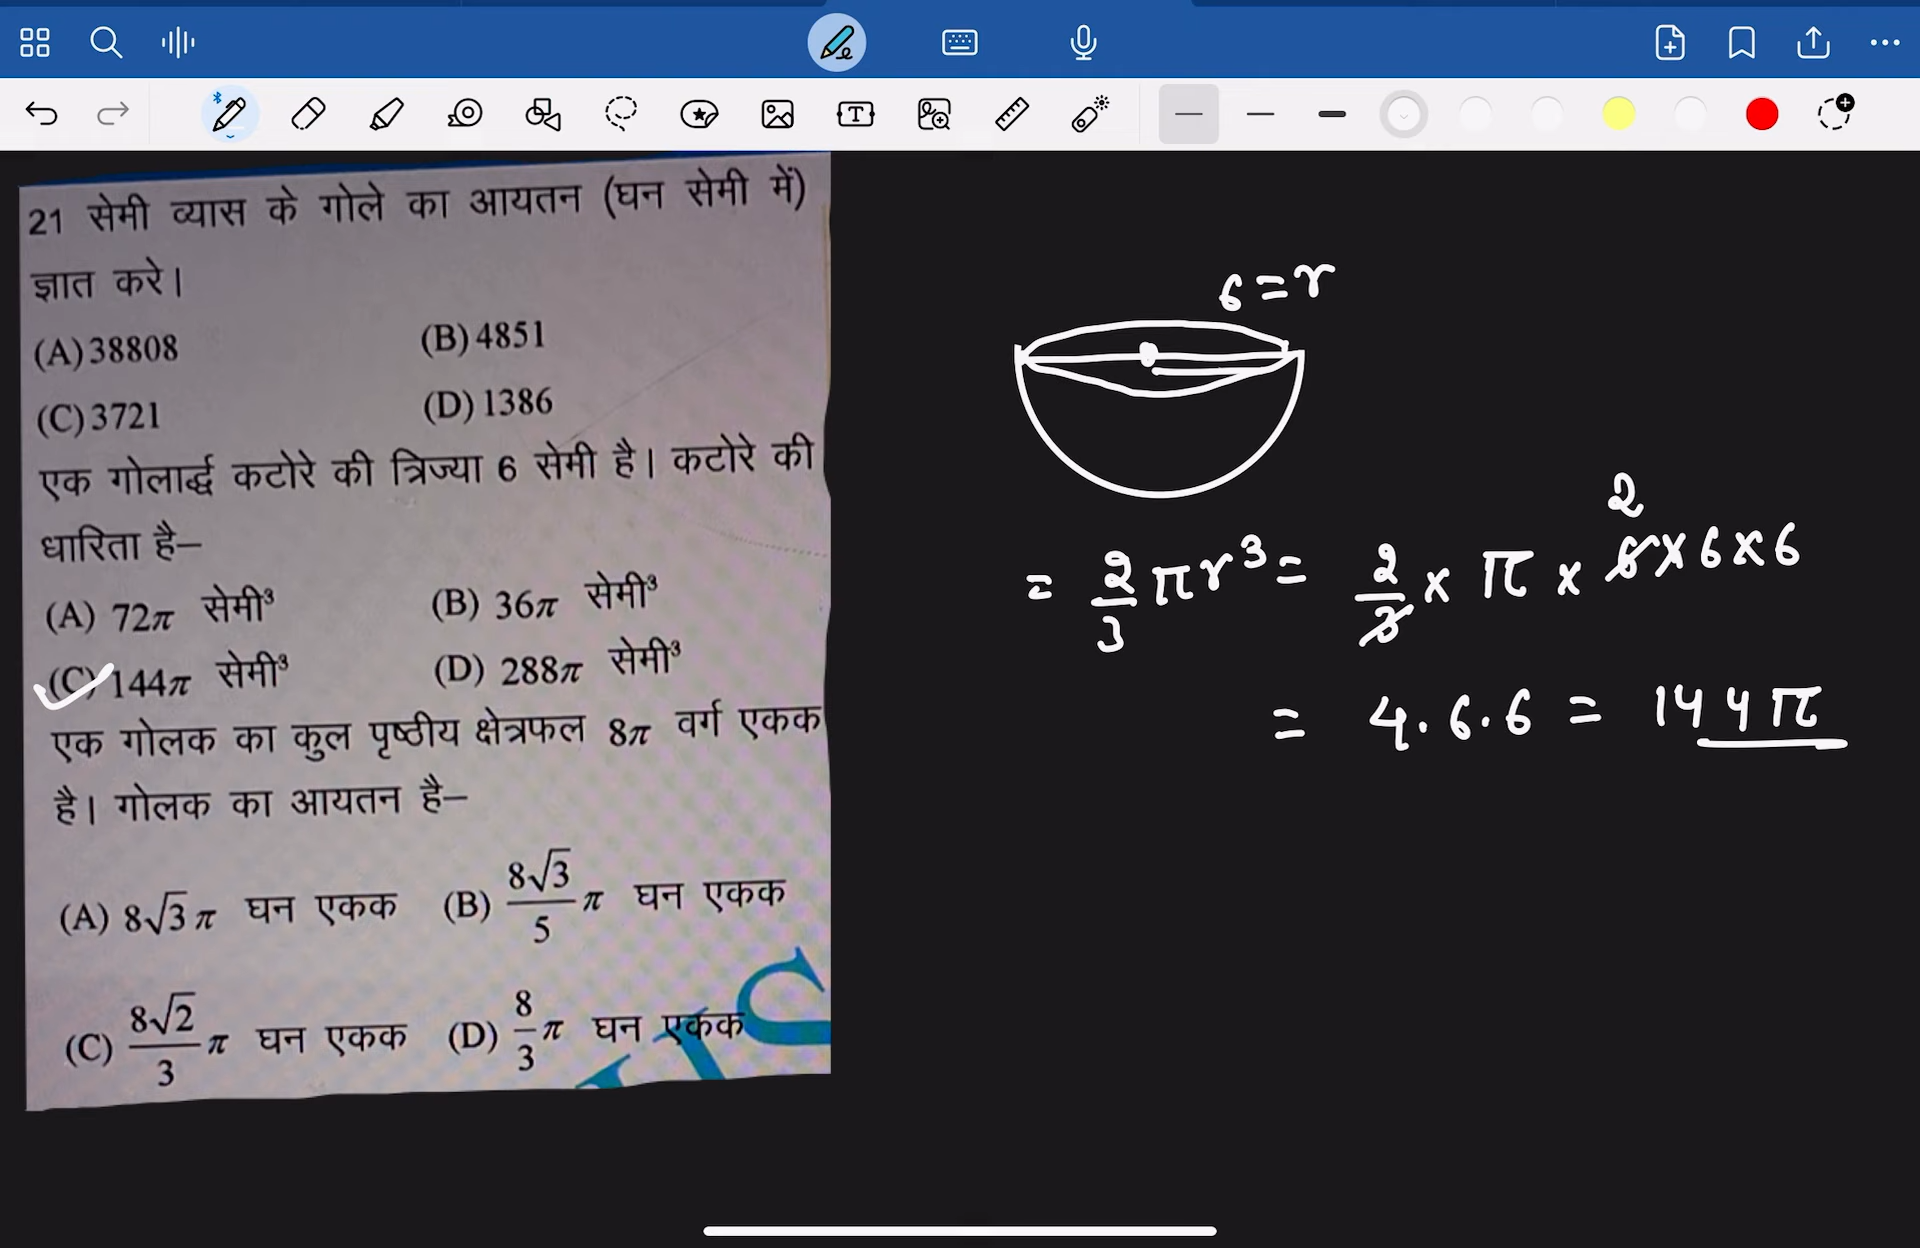 21 सेमी व्यास के गोले का आयतन (घन सेमी में)
ज्ञात करे।
(A) 38808 (B) 4851
(C) 3721 (D) 1386
एक गोलार्द्ध कटोरे की त्रिज्या 6 सेमी है। कटोरे की
धारिता है–
(A) 72π सेमी³ (B) 36π सेमी³
(C) 144π सेमी³ (D) 288π सेमी³
एक गोलक का कुल पृष्ठीय क्षेत्रफल 8π वर्ग एकक
है। गोलक का आयतन है–
(A) 8√3π घन एकक (B) 8√3/5 π घन एकक
(C) 8√2/3 π घन एकक (D) 8/3 π घन एकक
6=r
= 2/3 πr³ = 2/3 × π × 6×6×6
2
= 4.6.6 = 144π